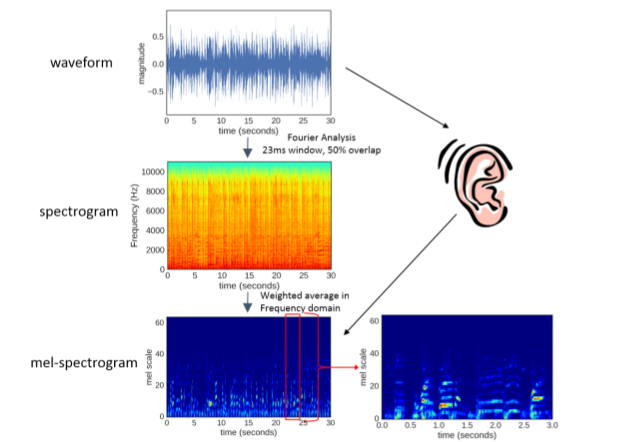 waveform
magnitude
0.5
0.0
−0.5
0 5 10 15 20 25 30
time (seconds)
Fourier Analysis
23ms window, 50% overlap
spectrogram
Frequency (Hz)
10000
8000
6000
4000
2000
0
0 5 10 15 20 25 30
time (seconds)
Weighted average in
Frequency domain
mel-spectrogram
mel scale
60
40
20
0
0 5 10 15 20 25 30
time (seconds)
mel scale
60
40
20
0
0.0 0.5 1.0 1.5 2.0 2.5 3.0
time (seconds)